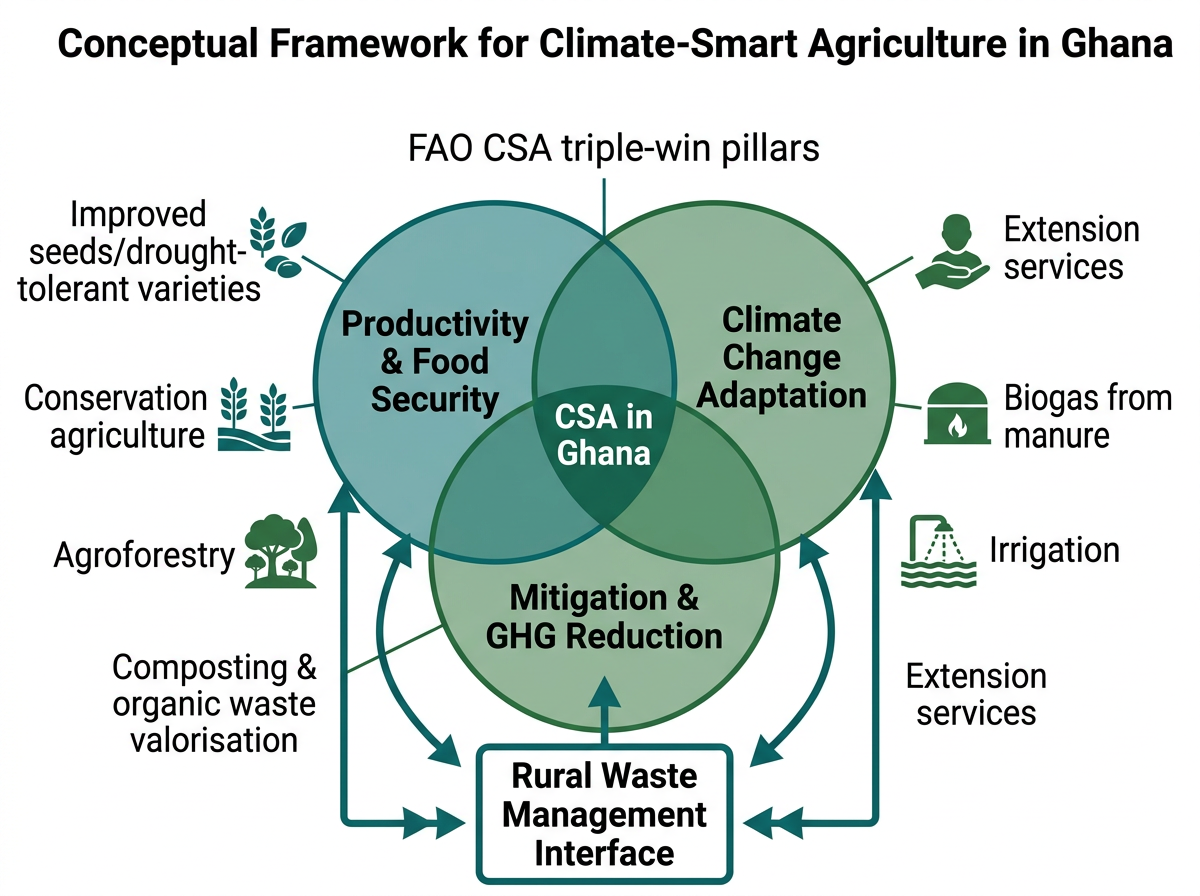 Conceptual Framework for Climate-Smart Agriculture in Ghana
FAO CSA triple-win pillars
Improved
seeds/drought-
tolerant varieties
Conservation
agriculture
Agroforestry
Composting &
organic waste
valorisation
Productivity
& Food
Security
Climate
Change
Adaptation
CSA in
Ghana
Mitigation &
GHG Reduction
Extension
services
Biogas from
manure
Irrigation
Extension
services
Rural Waste
Management
Interface